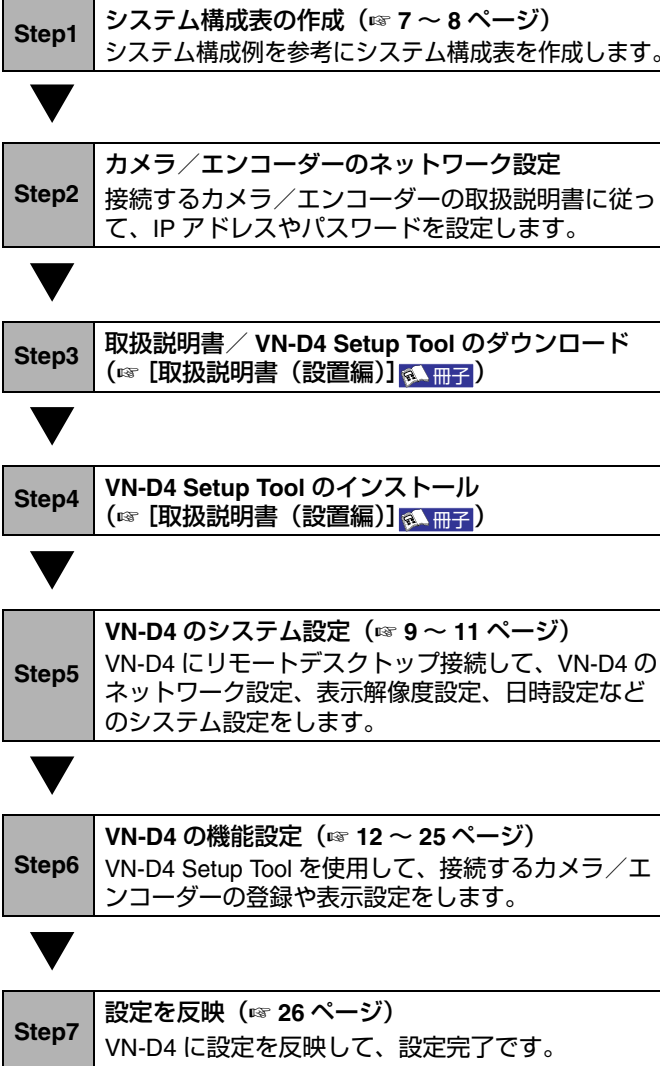 Step1
システム構成表の作成（☞ 7 ～ 8 ページ）
システム構成例を参考にシステム構成表を作成します。
Step2
カメラ／エンコーダーのネットワーク設定
接続するカメラ／エンコーダーの取扱説明書に従っ
て、IP アドレスやパスワードを設定します。
Step3
取扱説明書／ VN-D4 Setup Tool のダウンロード
（☞［取扱説明書（設置編）］冊子）
Step4
VN-D4 Setup Tool のインストール
（☞［取扱説明書（設置編）］冊子）
Step5
VN-D4 のシステム設定（☞ 9 ～ 11 ページ）
VN-D4 にリモートデスクトップ接続して、VN-D4 の
ネットワーク設定、表示解像度設定、日時設定など
のシステム設定をします。
Step6
VN-D4 の機能設定（☞ 12 ～ 25 ページ）
VN-D4 Setup Tool を使用して、接続するカメラ／エ
ンコーダーの登録や表示設定をします。
Step7
設定を反映（☞ 26 ページ）
VN-D4 に設定を反映して、設定完了です。